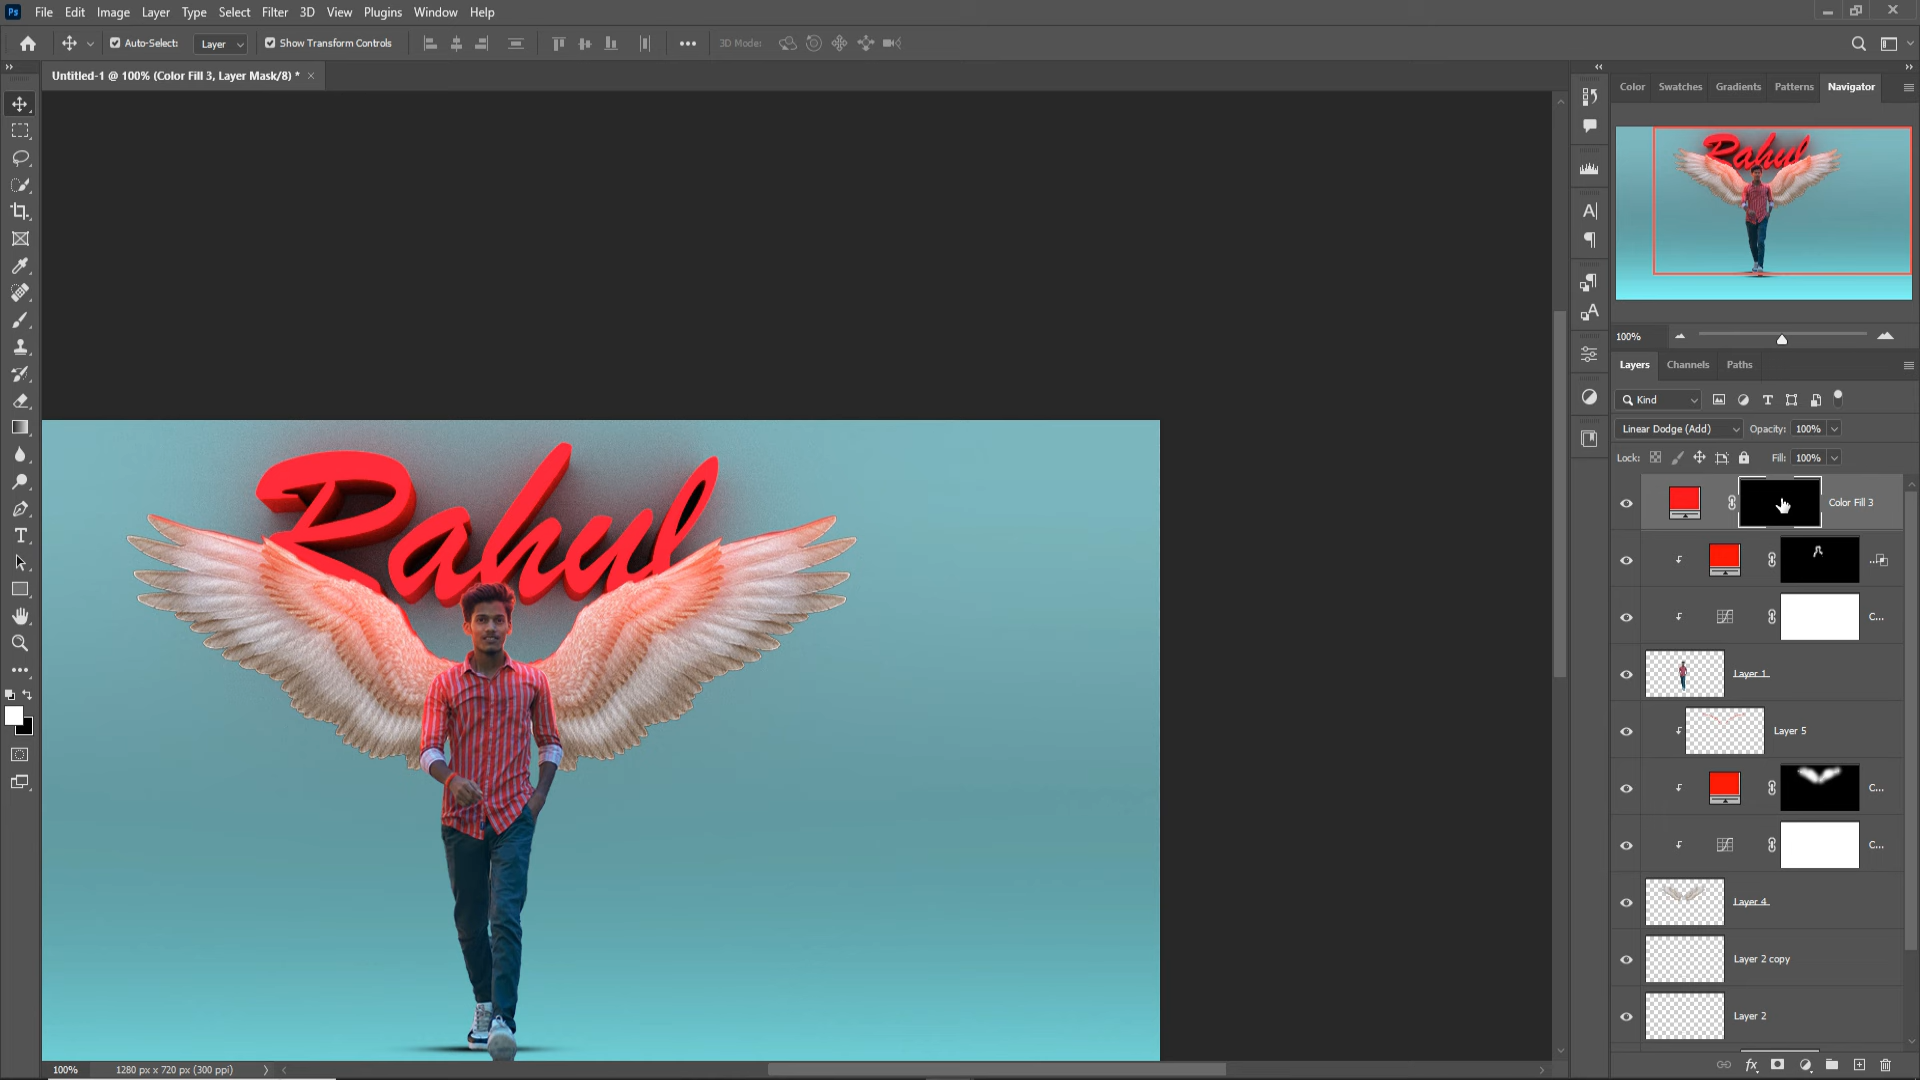 Ps File Edit Image Layer Type Select Filter 3D View Plugins Window Help
Auto-Select: Layer Show Transform Controls 3D Mode:
Untitled-1 @ 100% (Color Fill 3, Layer Mask/8) *
Color Swatches Gradients Patterns Navigator
Rahul
100%
Layers Channels Paths
Kind
Linear Dodge (Add) Opacity: 100%
Lock: Fill: 100%
Color Fill 3
...
C...
Layer 1
Layer 5
C...
C...
Layer 4
Layer 2 copy
Layer 2
Rahul
100% 1280 px x 720 px (300 ppi)
fx